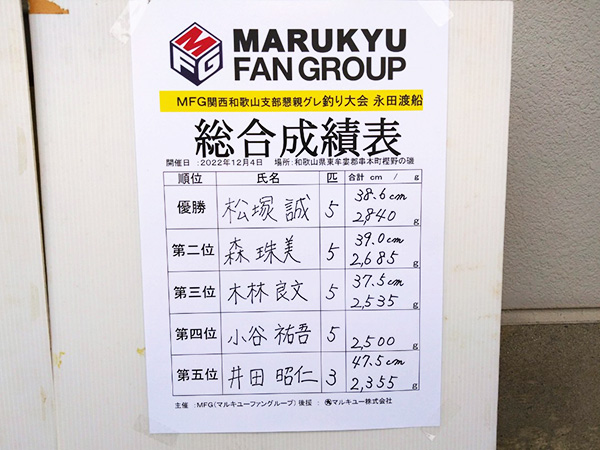 MFG
MARUKYU
FAN GROUP
MFG関西和歌山支部懇親グレ釣り大会 永田渡船
総合成績表
開催日 :2022年12月4日 場所:和歌山県東牟婁郡串本町樫野の磯
順位 氏名 匹 合計 cm / g
優勝 松塚 誠 5 38.6cm
2,840 g
第二位 森 珠美 5 39.0cm
2,685 g
第三位 木林 良文 5 37.5cm
2,535 g
第四位 小谷 祐吾 5 2,500 g
第五位 井田 昭仁 3 47.5cm
2,355 g
主催 :MFG(マルキユーファングループ) 後援 : マルキユー株式会社